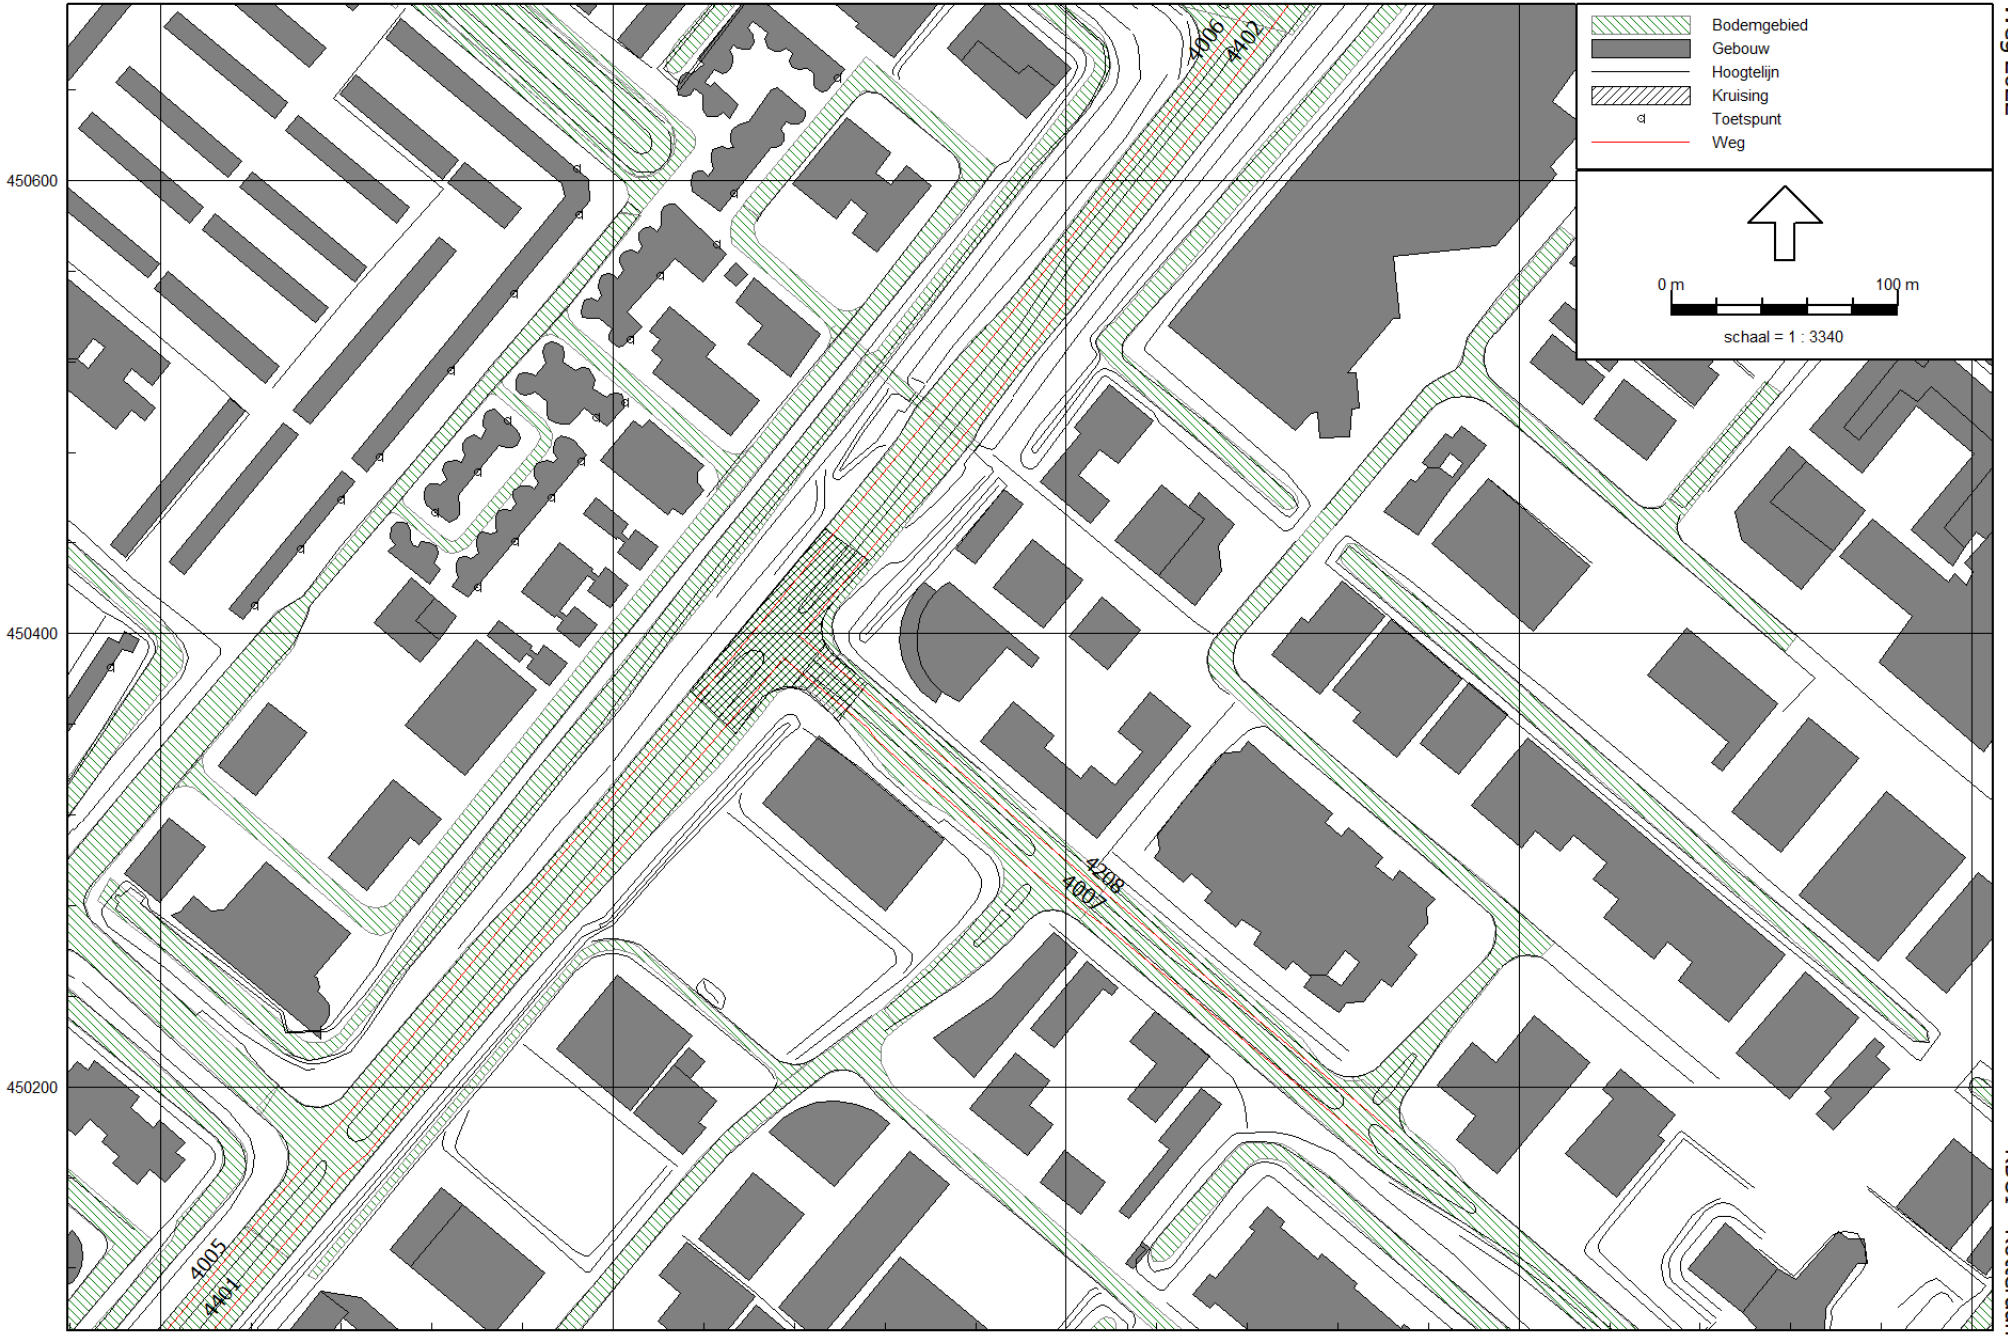 Bodemgebied
Gebouw
Hoogtelijn
Kruising
Toetspunt
Weg
0 m 100 m
schaal = 1 : 3340
4006
4402
450600
450400
4208
4007
450200
4005
4401